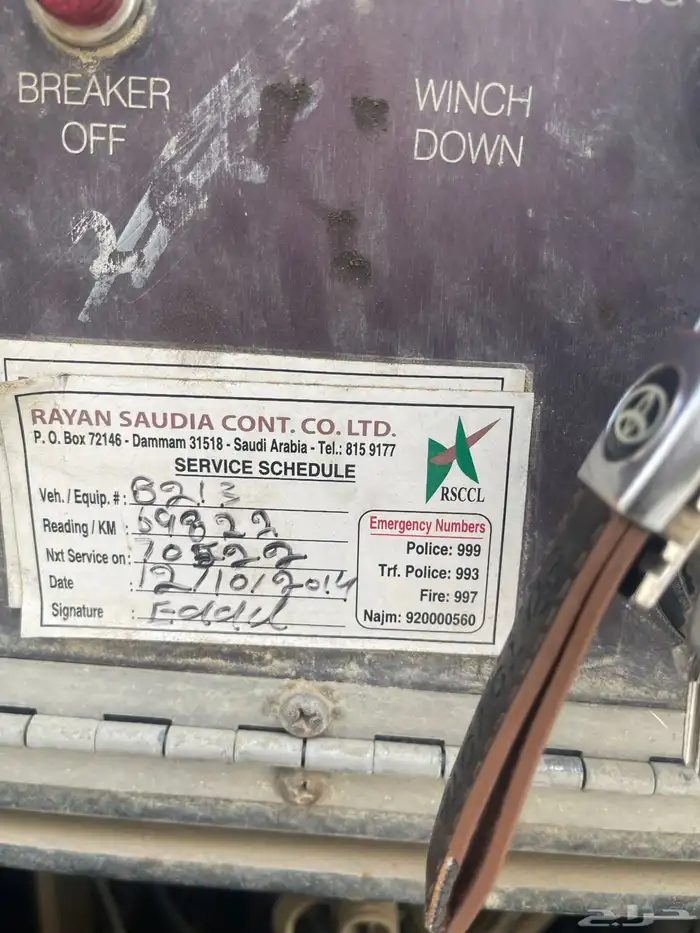 BREAKER
OFF
WINCH
DOWN
RAYAN SAUDIA CONT. CO. LTD.
P. O. Box 72146 - Dammam 31518 - Saudi Arabia - Tel.: 815 9177
SERVICE SCHEDULE
RSCCL
Veh. / Equip. # : 6213
Reading / KM : 69822
Nxt Service on : 70522
Date : 12/10/2014
Signature :
Emergency Numbers
Police: 999
Trf. Police: 993
Fire: 997
Najm: 920000560
حراج